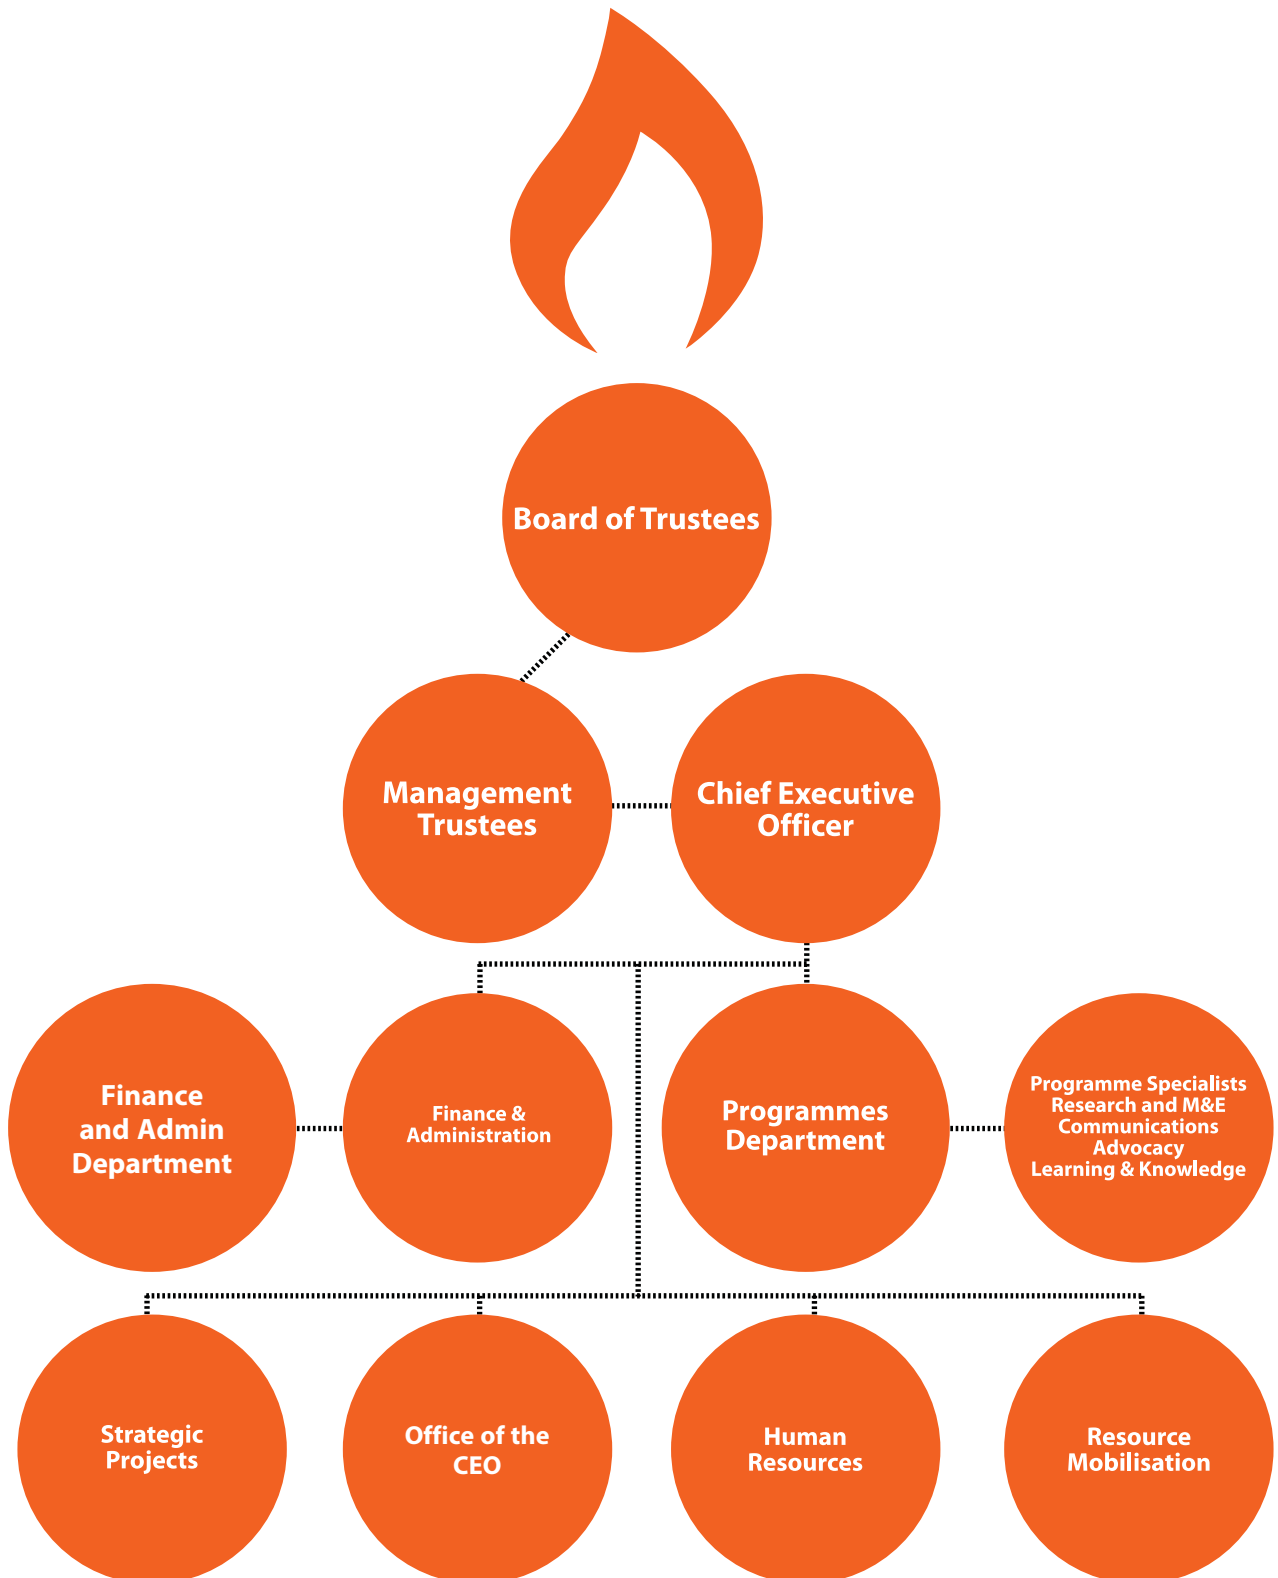 Board of Trustees
Management
Trustees
Chief Executive
Officer
Finance
and Admin
Department
Finance &
Administration
Programmes
Department
Programme Specialists
Research and M&E
Communications
Advocacy
Learning & Knowledge
Strategic
Projects
Office of the
CEO
Human
Resources
Resource
Mobilisation